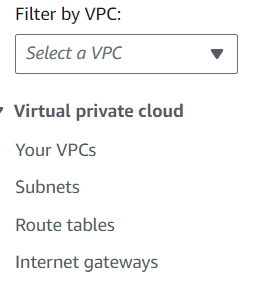 Filter by VPC:
Select a VPC
Virtual private cloud
Your VPCs
Subnets
Route tables
Internet gateways